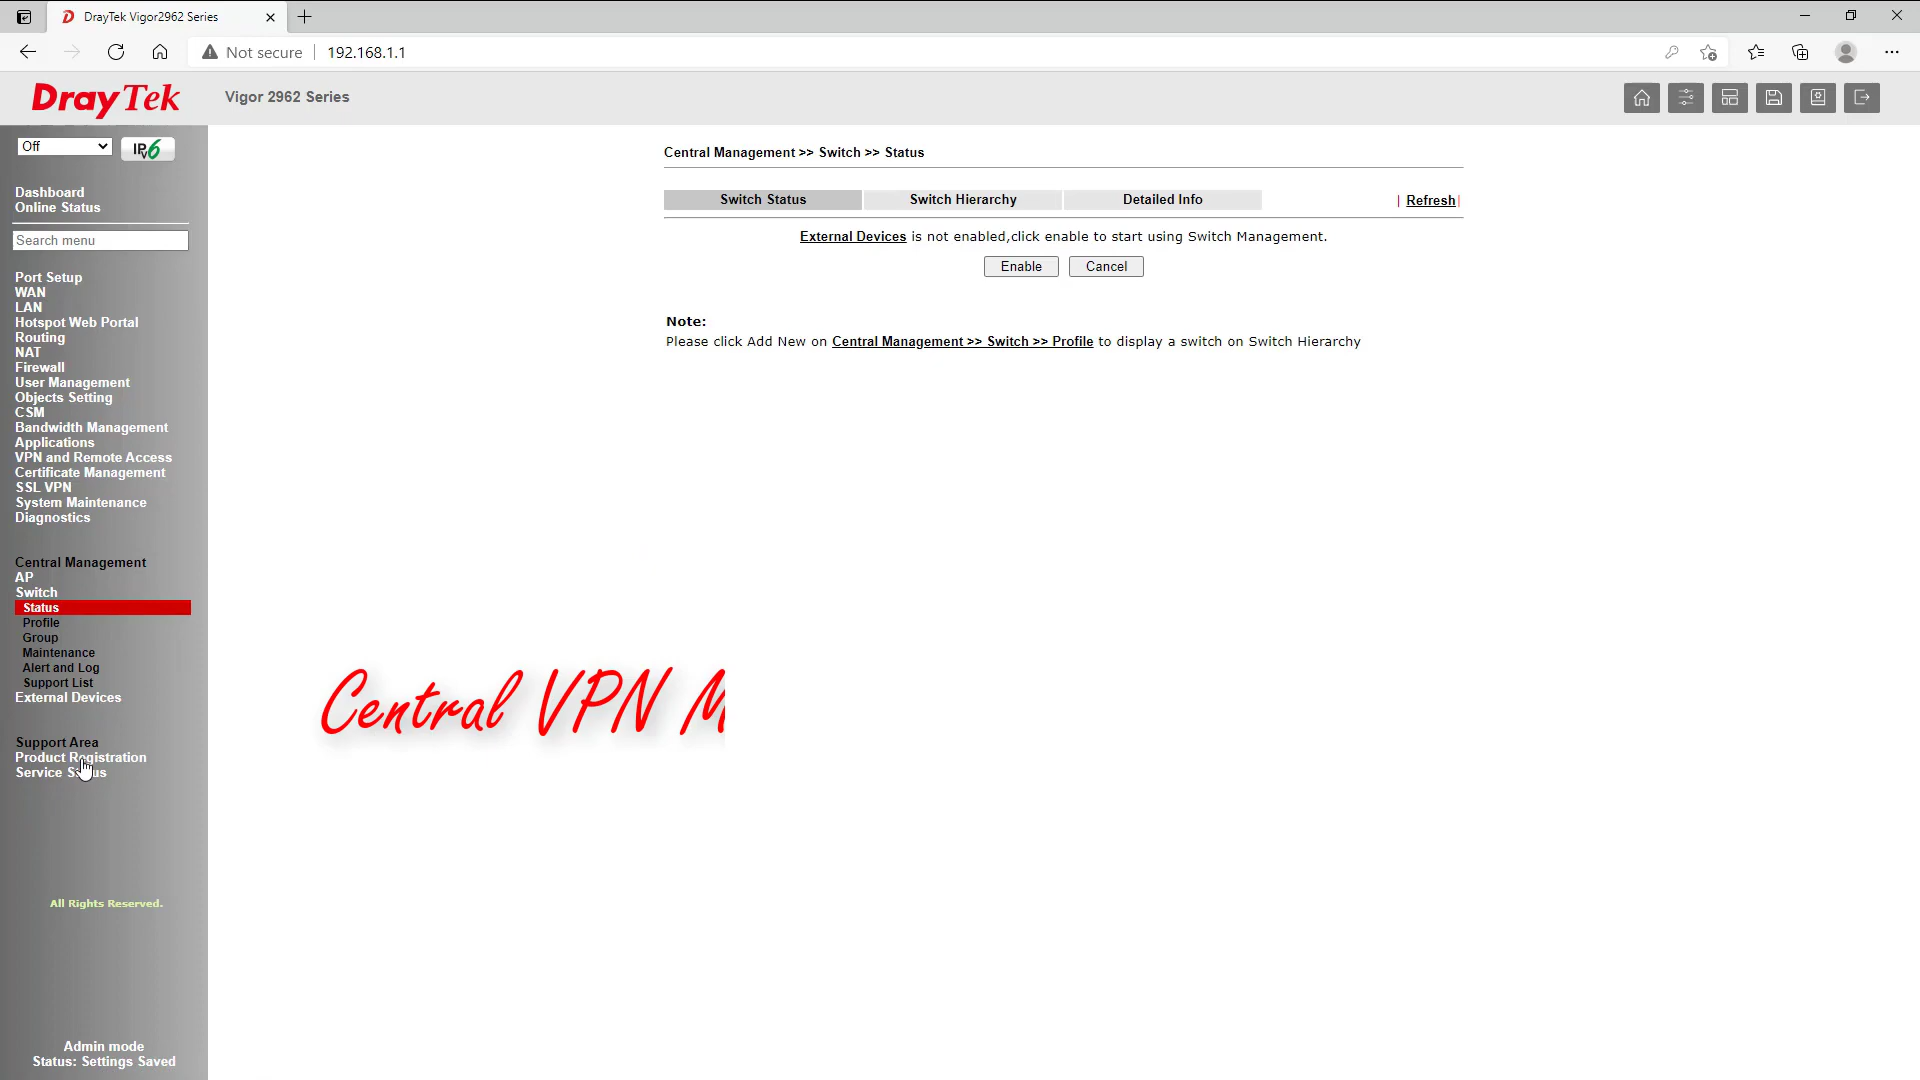 DrayTek Vigor2962 Series
Not secure
192.168.1.1
DrayTek
Vigor 2962 Series
Off
IPv6
Dashboard
Online Status
Search menu
Port Setup
WAN
LAN
Hotspot Web Portal
Routing
NAT
Firewall
User Management
Objects Setting
CSM
Bandwidth Management
Applications
VPN and Remote Access
Certificate Management
SSL VPN
System Maintenance
Diagnostics
Central Management
AP
Switch
Status
Profile
Group
Maintenance
Alert and Log
Support List
External Devices
Support Area
Product Registration
Service Status
All Rights Reserved.
Admin mode
Status: Settings Saved
Central Management >> Switch >> Status
Switch Status
Switch Hierarchy
Detailed Info
| Refresh |
External Devices is not enabled,click enable to start using Switch Management.
Enable
Cancel
Note:
Please click Add New on Central Management >> Switch >> Profile to display a switch on Switch Hierarchy
Central VPN M